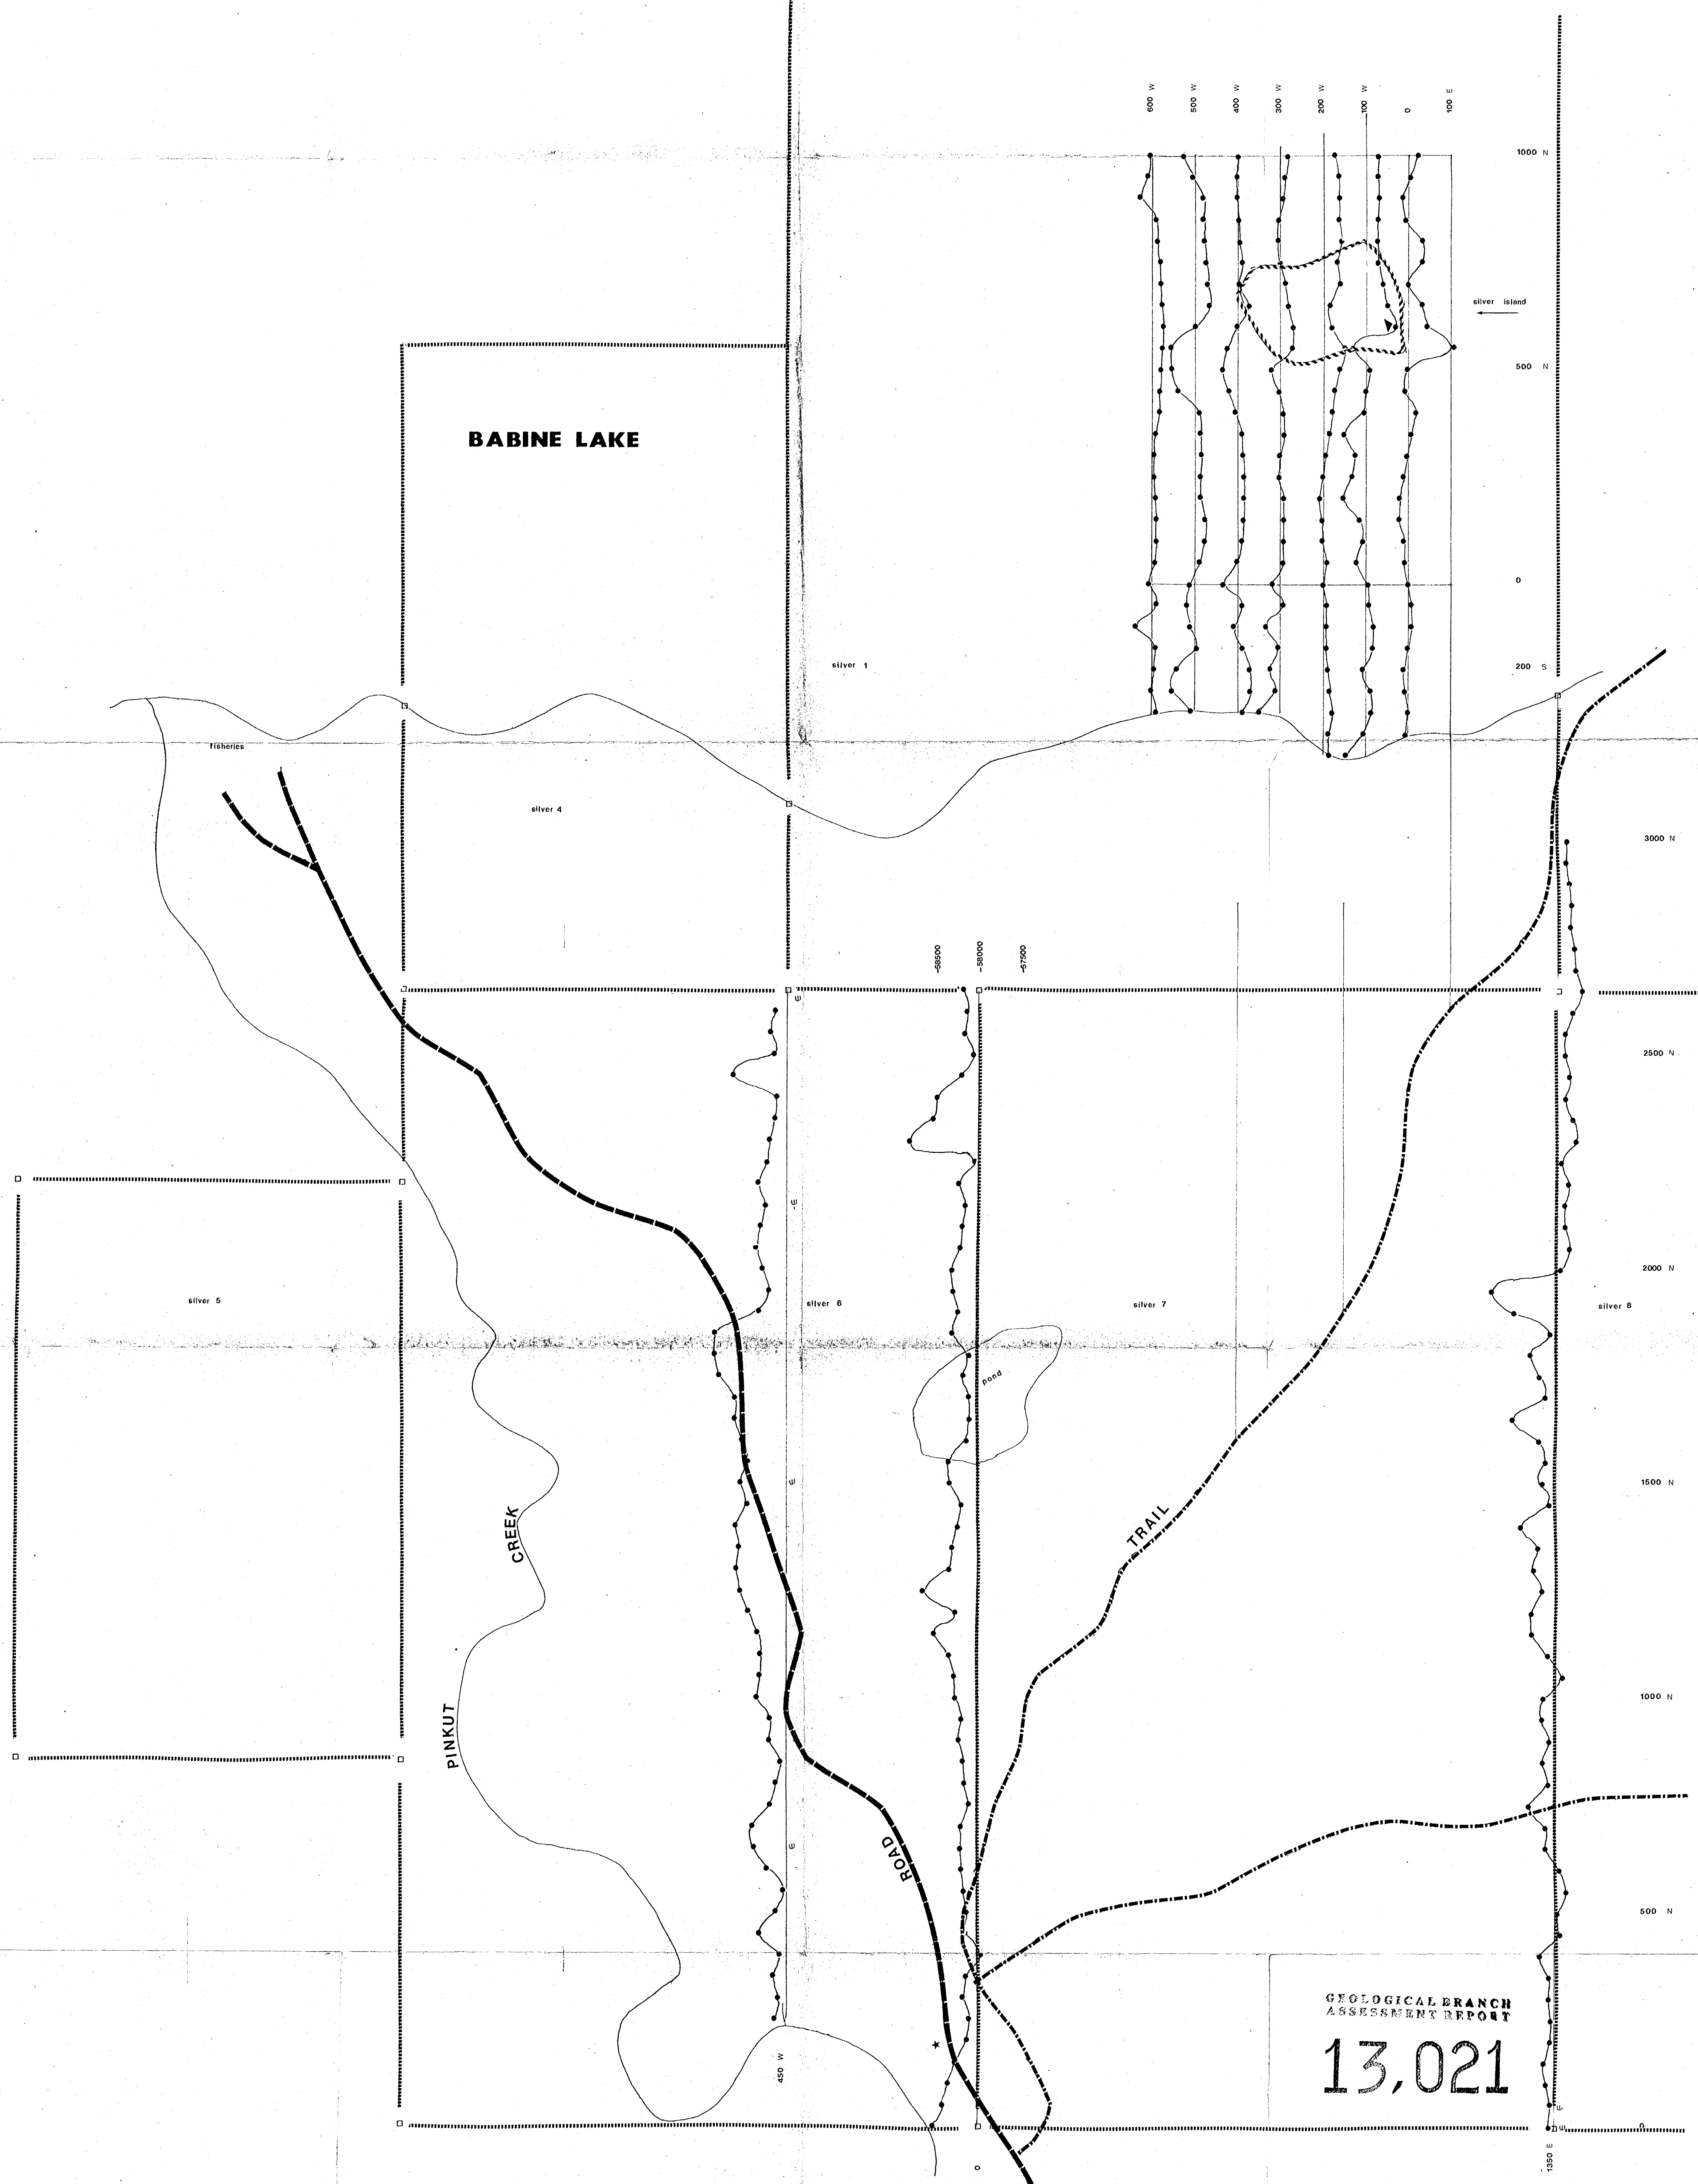 600 W
500 W
400 W
300 W
200 W
100 W
0
100 E
1000 N
silver island
500 N
BABINE LAKE
0
silver 1
200 S
fisheries
silver 4
3000 N
-58500
-58000
-57500
2500 N
2000 N
silver 5
silver 6
silver 7
silver 8
pond
1500 N
CREEK
TRAIL
1000 N
PINKUT
ROAD
500 N
GEOLOGICAL BRANCH
ASSESSMENT REPORT
13,021
450 W
0
0
1350 E